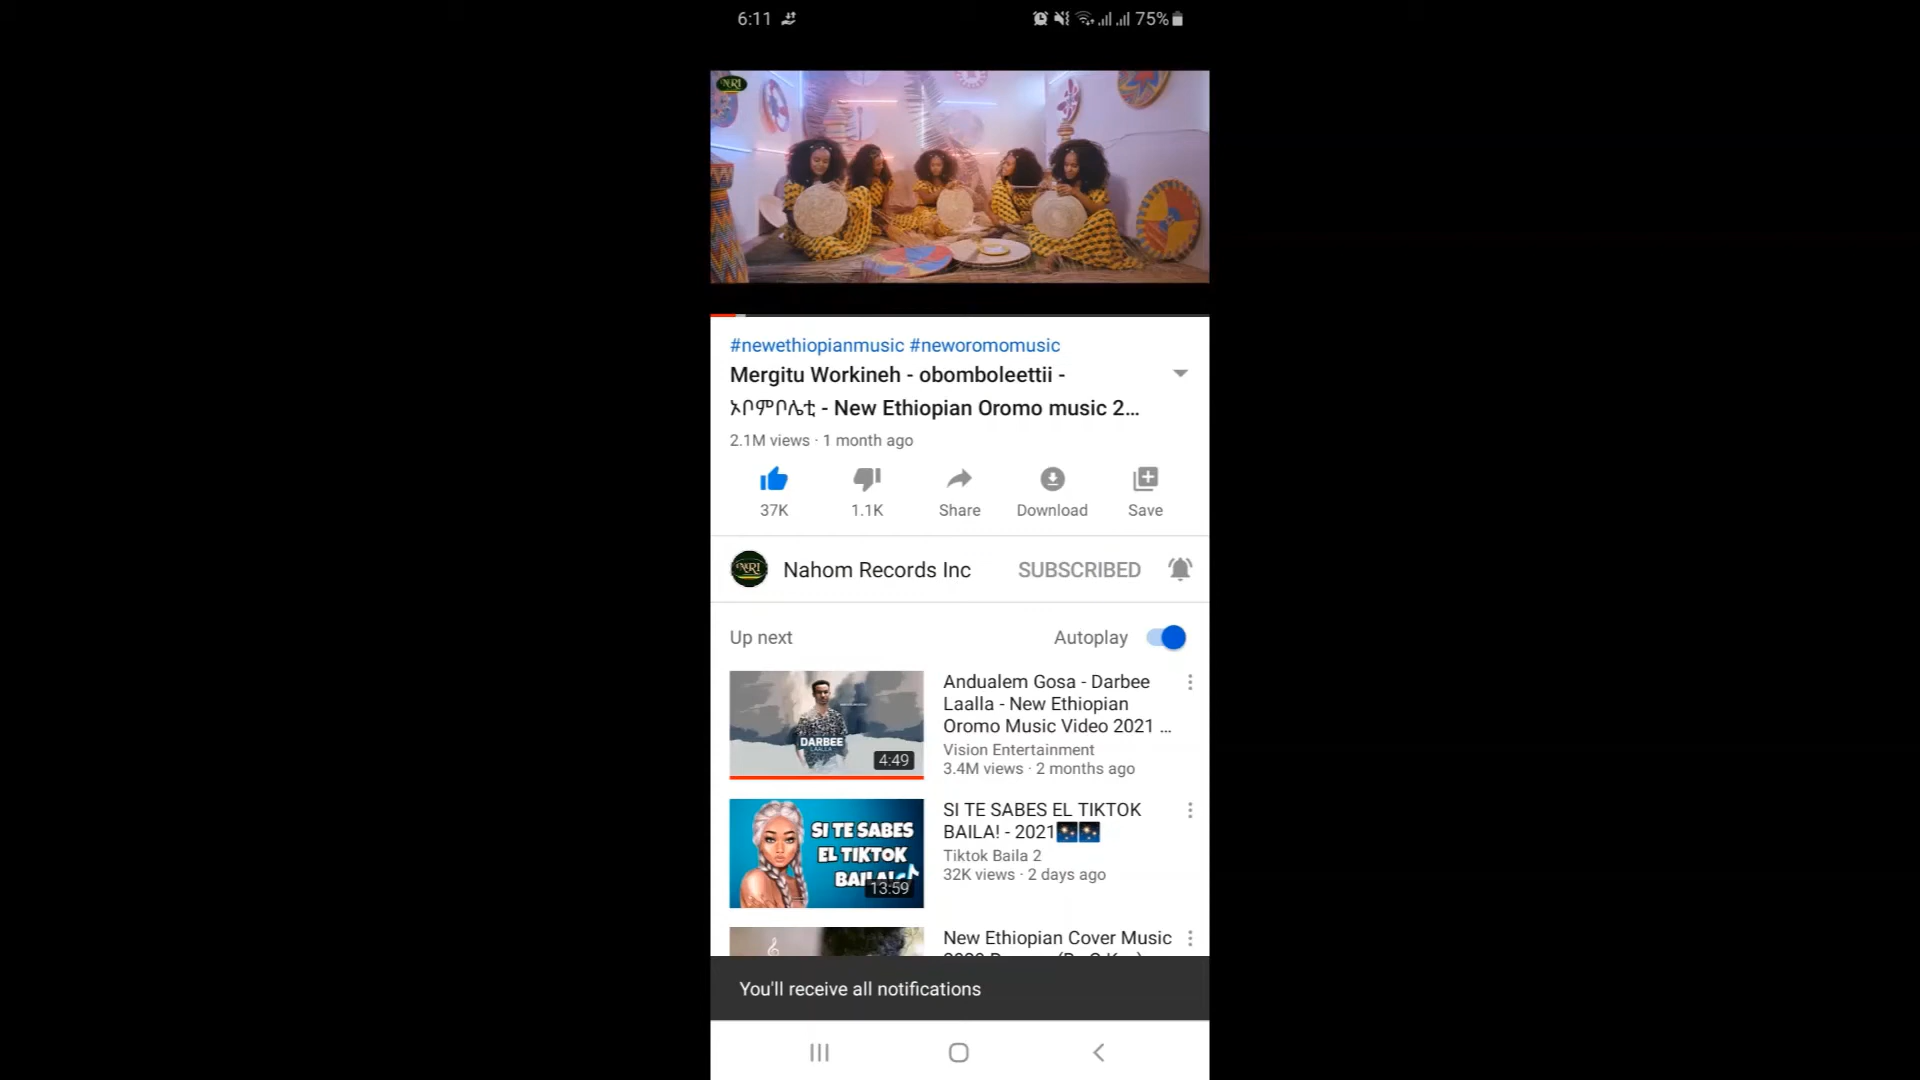 6:11
75%
NRI
#newethiopianmusic #neworomomusic
Mergitu Workineh - obomboleettii -
ኦቦምቦሌቲ - New Ethiopian Oromo music 2...
2.1M views · 1 month ago
37K
1.1K
Share
Download
Save
NRI
Nahom Records Inc
SUBSCRIBED
Up next
Autoplay
DARBEE
LAALLA
4:49
Andualem Gosa - Darbee
Laalla - New Ethiopian
Oromo Music Video 2021 ...
Vision Entertainment
3.4M views · 2 months ago
SI TE SABES
EL TIKTOK
BAILA!
13:59
SI TE SABES EL TIKTOK
BAILA! - 2021
Tiktok Baila 2
32K views · 2 days ago
New Ethiopian Cover Music
You'll receive all notifications